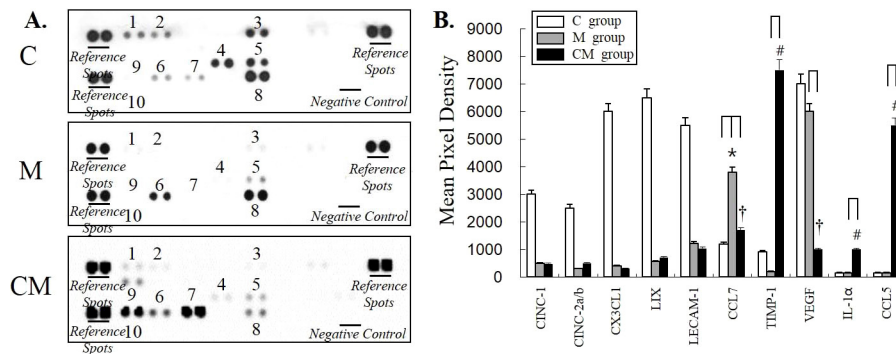 A.
C
1 2 3 4 5
9 6 7
10 8
Reference Spots
Reference Spots
Reference Spots
Negative Control
M
1 2 3
4 5
9 6 7
10 8
Reference Spots
Reference Spots
Reference Spots
Negative Control
CM
1 2 3
4 5
9 6 7
10 8
Reference Spots
Reference Spots
Reference Spots
Negative Control
B.
C group
M group
CM group
Mean Pixel Density
9000
8000
7000
6000
5000
4000
3000
2000
1000
0
*
†
#
†
#
#
CINC-1
CINC-2a/b
CX3CL1
LIX
LECAM-1
CCL7
TIMP-1
VEGF
IL-1α
CCL5